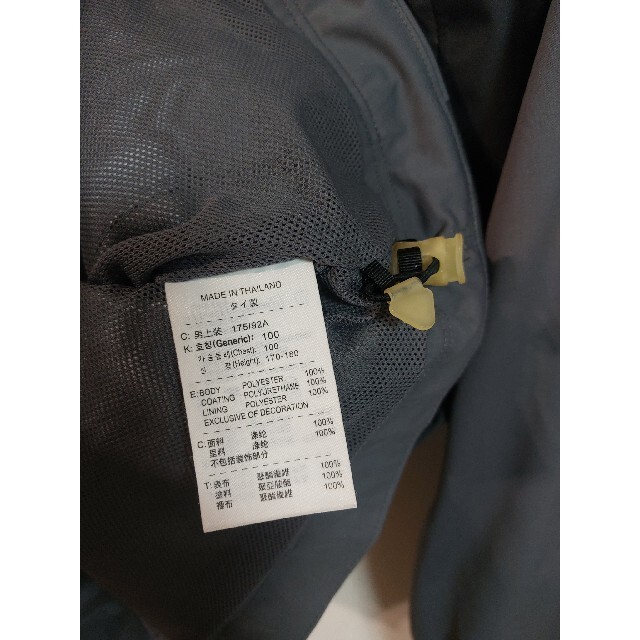 MADE IN THAILAND
タイ製
C: 男上装 175/92A
K: 호칭(Generic): 100
가슴둘레(Chest): 100
신 장(Height): 170-180
E: BODY POLYESTER 100%
COATING POLYURETHANE 100%
LINING POLYESTER 100%
EXCLUSIVE OF DECORATION
C: 面料 涤纶 100%
里料 涤纶 100%
不包括装饰部分
T: 表布 聚酯纖維 100%
塗料 聚亞胺酯 100%
裡布 聚酯纖維 100%